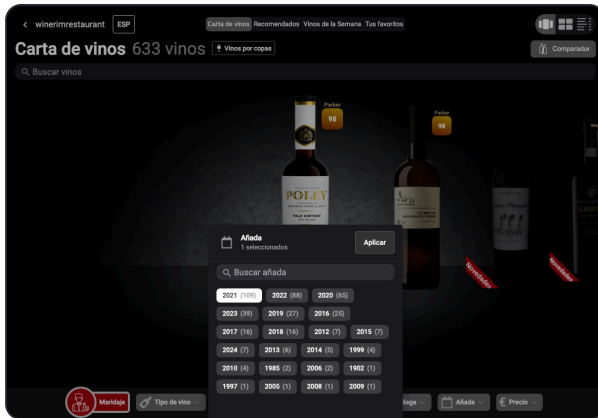 winerimrestaurant ESP Carta de vinos Recomendados Vinos de la Semana Tus favoritos
Carta de vinos 633 vinos Vinos por copas Comparador
Buscar vinos
Parker
98
Parker
98
POLEY
PALO CORTADO
Novedades
Novedades
Añada
1 seleccionados
Aplicar
Buscar añada
2021 (109) 2022 (88) 2020 (65)
2023 (39) 2019 (27) 2016 (25)
2017 (16) 2018 (16) 2012 (7) 2015 (7)
2024 (7) 2013 (6) 2014 (5) 1999 (4)
2010 (4) 1985 (2) 2006 (2) 1902 (1)
1997 (1) 2005 (1) 2008 (1) 2009 (1)
Maridaje Tipo de vino Añada € Precio